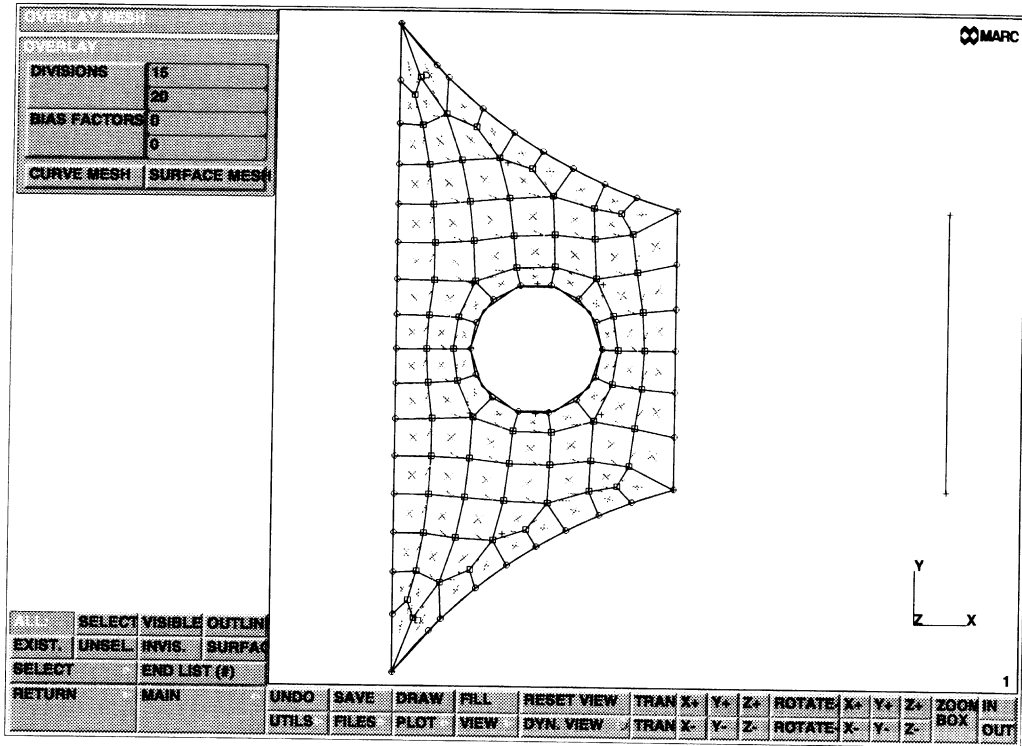 OVERLAY MESH
MARC
OVERLAY
DIVISIONS 15
20
BIAS FACTORS 0
0
CURVE MESH SURFACE MESH
Y
Z X
1
ALL: SELECT VISIBLE OUTLIN
EXIST. UNSEL. INVIS. SURFAC
SELECT END LIST (#)
RETURN MAIN
UNDO SAVE DRAW FILL RESET VIEW TRAN X+ Y+ Z+ ROTATE X+ Y+ Z+ ZOOM IN
UTILS FILES PLOT VIEW DYN. VIEW TRAN X- Y- Z- ROTATE X- Y- Z- BOX OUT